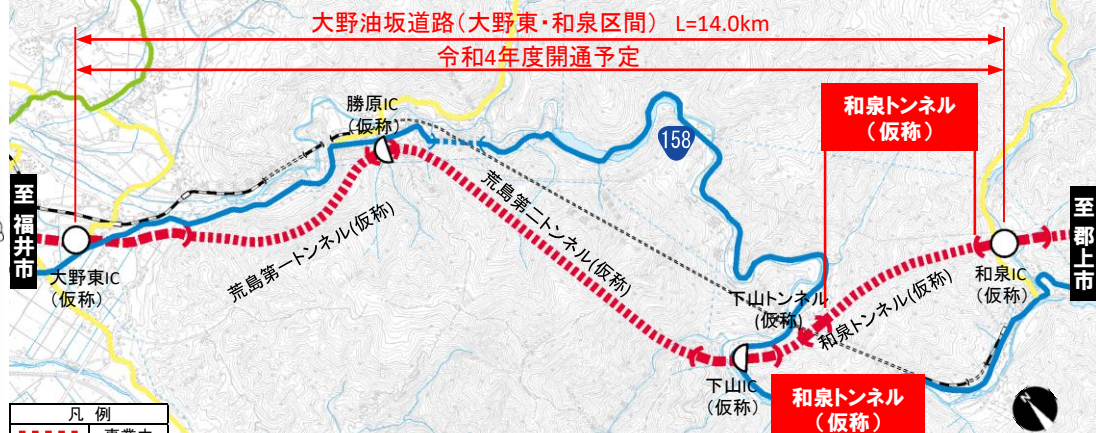 大野油坂道路(大野東・和泉区間) L=14.0km
令和4年度開通予定
和泉トンネル
(仮称)
勝原IC
(仮称)
158
至 福井市
大野東IC
(仮称)
荒島第一トンネル(仮称)
荒島第二トンネル(仮称)
下山トンネル
(仮称)
和泉トンネル(仮称)
和泉IC
(仮称)
至 郡上市
下山IC
(仮称)
和泉トンネル
(仮称)
凡 例
N